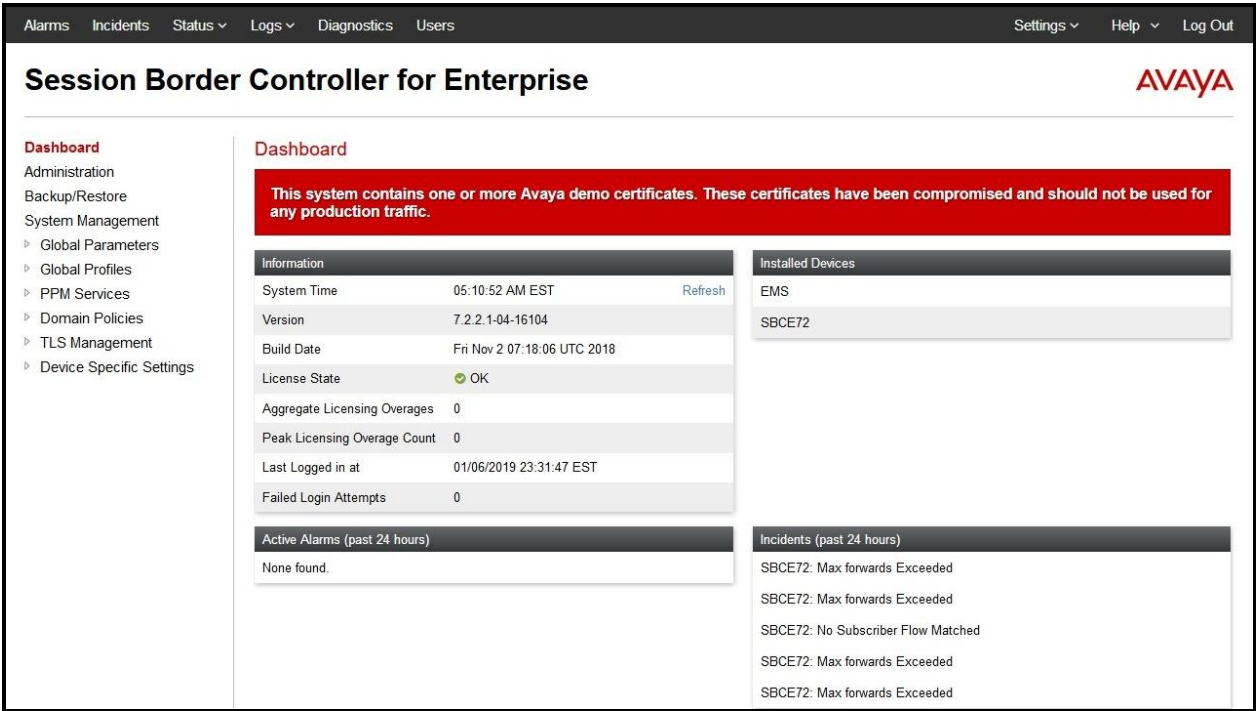 Alarms Incidents Status Logs Diagnostics Users Settings Help Log Out
Session Border Controller for Enterprise
AVAYA
Dashboard
Administration
Backup/Restore
System Management
Global Parameters
Global Profiles
PPM Services
Domain Policies
TLS Management
Device Specific Settings
Dashboard
This system contains one or more Avaya demo certificates. These certificates have been compromised and should not be used for
any production traffic.
Information
System Time 05:10:52 AM EST Refresh
Version 7.2.2.1-04-16104
Build Date Fri Nov 2 07:18:06 UTC 2018
License State OK
Aggregate Licensing Overages 0
Peak Licensing Overage Count 0
Last Logged in at 01/06/2019 23:31:47 EST
Failed Login Attempts 0
Installed Devices
EMS
SBCE72
Active Alarms (past 24 hours)
None found.
Incidents (past 24 hours)
SBCE72: Max forwards Exceeded
SBCE72: Max forwards Exceeded
SBCE72: No Subscriber Flow Matched
SBCE72: Max forwards Exceeded
SBCE72: Max forwards Exceeded